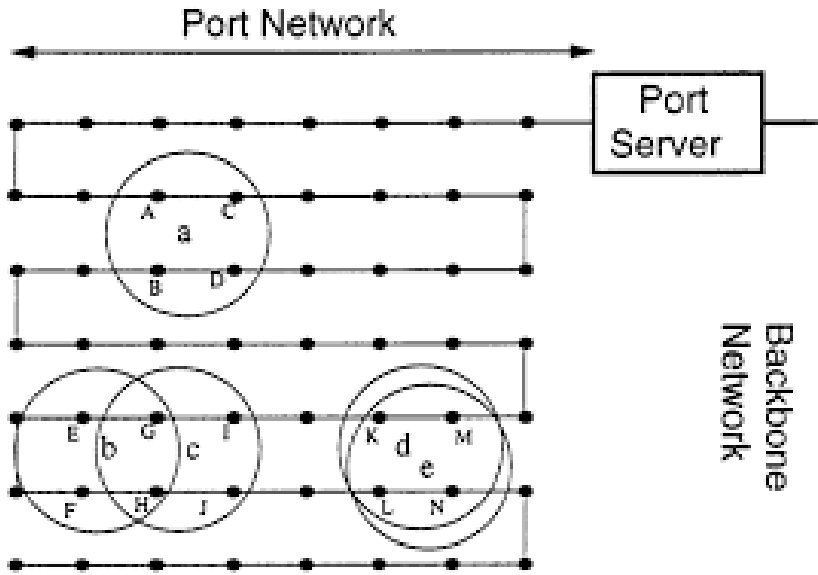 Port Network
Port
Server
A C
a
B D
Backbone
Network
E G I K M
b c d
e
F H J L N